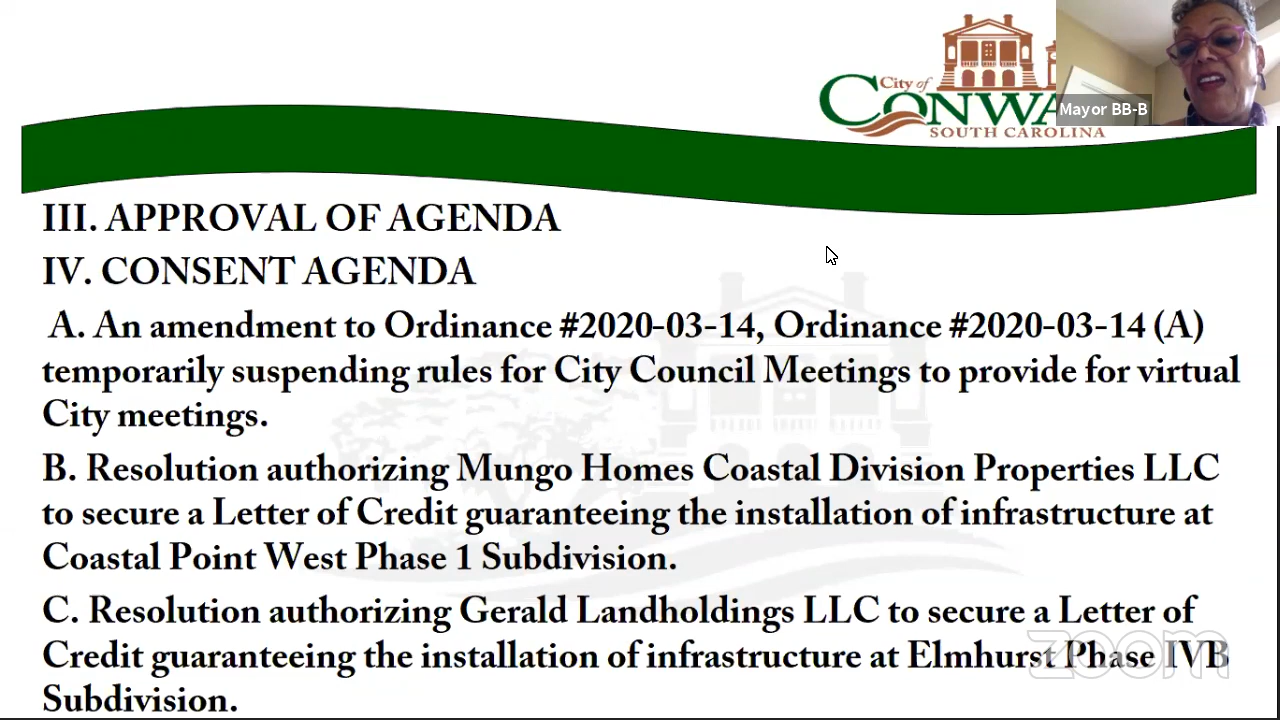 City of
CONWA
SOUTH CAROLINA
Mayor BB-B
III. APPROVAL OF AGENDA
IV. CONSENT AGENDA
A. An amendment to Ordinance #2020-03-14, Ordinance #2020-03-14 (A)
temporarily suspending rules for City Council Meetings to provide for virtual
City meetings.
B. Resolution authorizing Mungo Homes Coastal Division Properties LLC
to secure a Letter of Credit guaranteeing the installation of infrastructure at
Coastal Point West Phase 1 Subdivision.
C. Resolution authorizing Gerald Landholdings LLC to secure a Letter of
Credit guaranteeing the installation of infrastructure at Elmhurst Phase IVB
Subdivision.
zoom